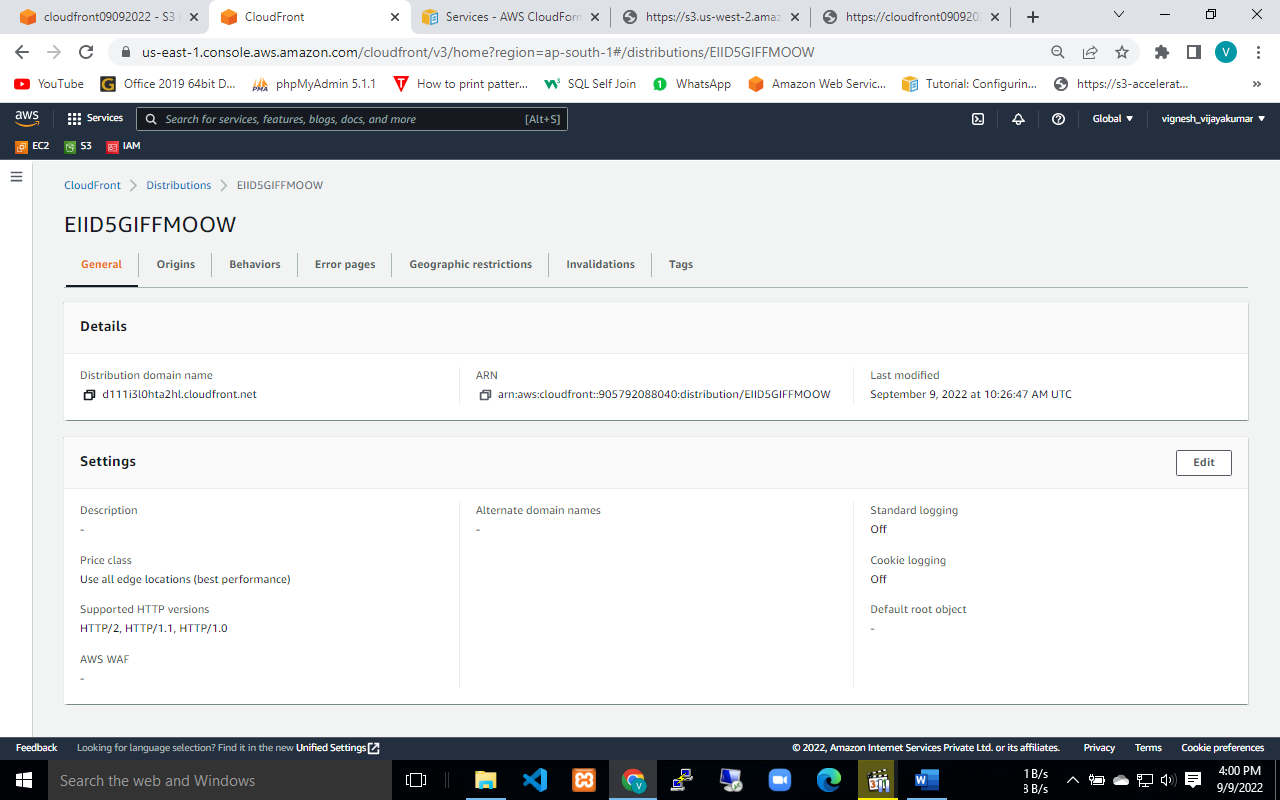 cloudfront09092022 - S3
CloudFront
Services - AWS CloudForm
https://s3.us-west-2.amaz
https://cloudfront090920
us-east-1.console.aws.amazon.com/cloudfront/v3/home?region=ap-south-1#/distributions/EIID5GIFFMOOW
V
YouTube
G
Office 2019 64bit D...
PMA
phpMyAdmin 5.1.1
T
How to print patter...
SQL Self Join
1
WhatsApp
Amazon Web Servic...
Tutorial: Configurin...
https://s3-accelerat...
»
aws
Services
Search for services, features, blogs, docs, and more
[Alt+S]
Global
vignesh_vijayakumar
EC2
S3
IAM
CloudFront
Distributions
EIID5GIFFMOOW
EIID5GIFFMOOW
General
Origins
Behaviors
Error pages
Geographic restrictions
Invalidations
Tags
Details
Distribution domain name
d111i3l0hta2hl.cloudfront.net
ARN
arn:aws:cloudfront::905792088040:distribution/EIID5GIFFMOOW
Last modified
September 9, 2022 at 10:26:47 AM UTC
Settings
Edit
Description
-
Price class
Use all edge locations (best performance)
Supported HTTP versions
HTTP/2, HTTP/1.1, HTTP/1.0
AWS WAF
-
Alternate domain names
-
Standard logging
Off
Cookie logging
Off
Default root object
-
Feedback
Looking for language selection? Find it in the new Unified Settings
© 2022, Amazon Internet Services Private Ltd. or its affiliates.
Privacy
Terms
Cookie preferences
Search the web and Windows
1 B/s
3 B/s
4:00 PM
9/9/2022